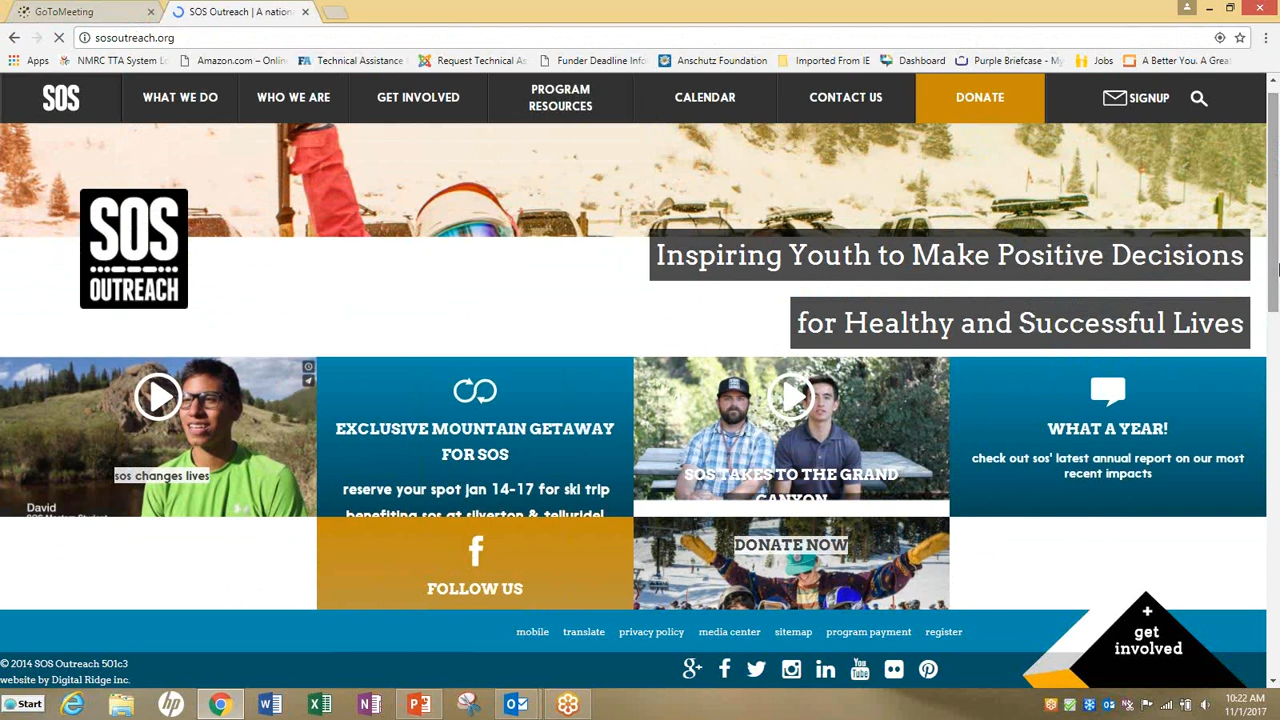 GoToMeeting
SOS Outreach | A nation
sosoutreach.org
Apps
NMRC TTA System Lo
Amazon.com – Online
Technical Assistance
Request Technical As
Funder Deadline Info
Anschutz Foundation
Imported From IE
Dashboard
Purple Briefcase - My
Jobs
A Better You. A Grea
SOS
WHAT WE DO
WHO WE ARE
GET INVOLVED
PROGRAM
RESOURCES
CALENDAR
CONTACT US
DONATE
SIGNUP
SOS
OUTREACH
Inspiring Youth to Make Positive Decisions
for Healthy and Successful Lives
sos changes lives
David
EXCLUSIVE MOUNTAIN GETAWAY
FOR SOS
reserve your spot jan 14-17 for ski trip
benefiting sos at silverton & telluride!
SOS TAKES TO THE GRAND
CANYON
WHAT A YEAR!
check out sos' latest annual report on our most
recent impacts
FOLLOW US
DONATE NOW
+
get
involved
mobile
translate
privacy policy
media center
sitemap
program payment
register
© 2014 SOS Outreach 501c3
website by Digital Ridge inc.
You
Tube
Start
10:22 AM
11/1/2017